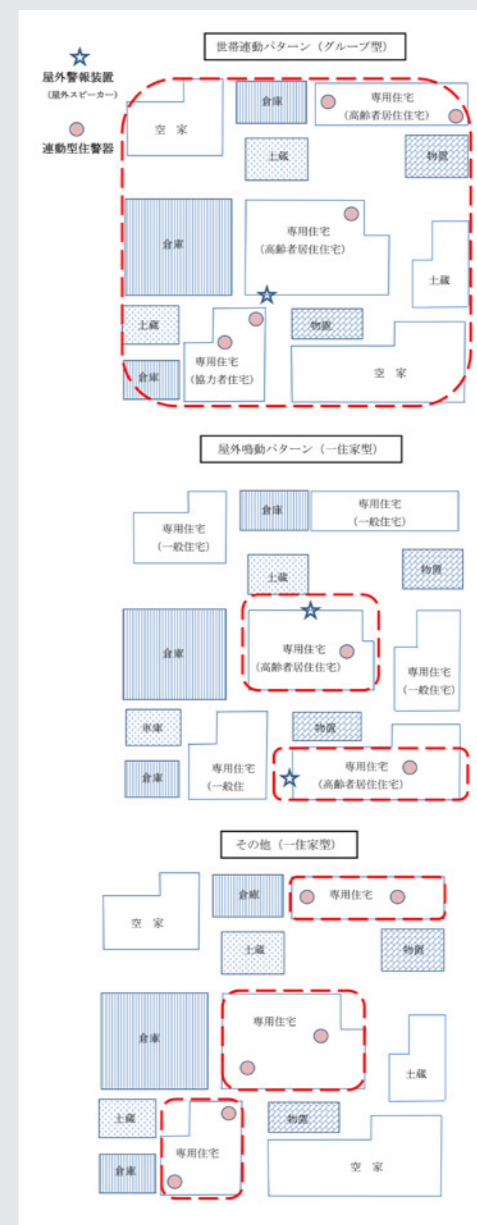 世帯連動パターン（グループ型）
屋外警報装置
（屋外スピーカー）
連動型住警器
空　家
倉庫
専用住宅
（高齢者居住住宅）
土蔵
物置
倉庫
専用住宅
（高齢者居住住宅）
土蔵
土蔵
物置
倉庫
専用住宅
（協力者住宅）
空　家
屋外鳴動パターン（一住家型）
専用住宅
（一般住宅）
倉庫
専用住宅
（一般住宅）
土蔵
物置
倉庫
専用住宅
（高齢者居住住宅）
専用住宅
（一般住宅）
車庫
物置
倉庫
専用住宅
（一般住
専用住宅
（高齢者居住住宅）
その他（一住家型）
空　家
倉庫
専用住宅
土蔵
物置
倉庫
専用住宅
土蔵
土蔵
物置
倉庫
専用住宅
空　家